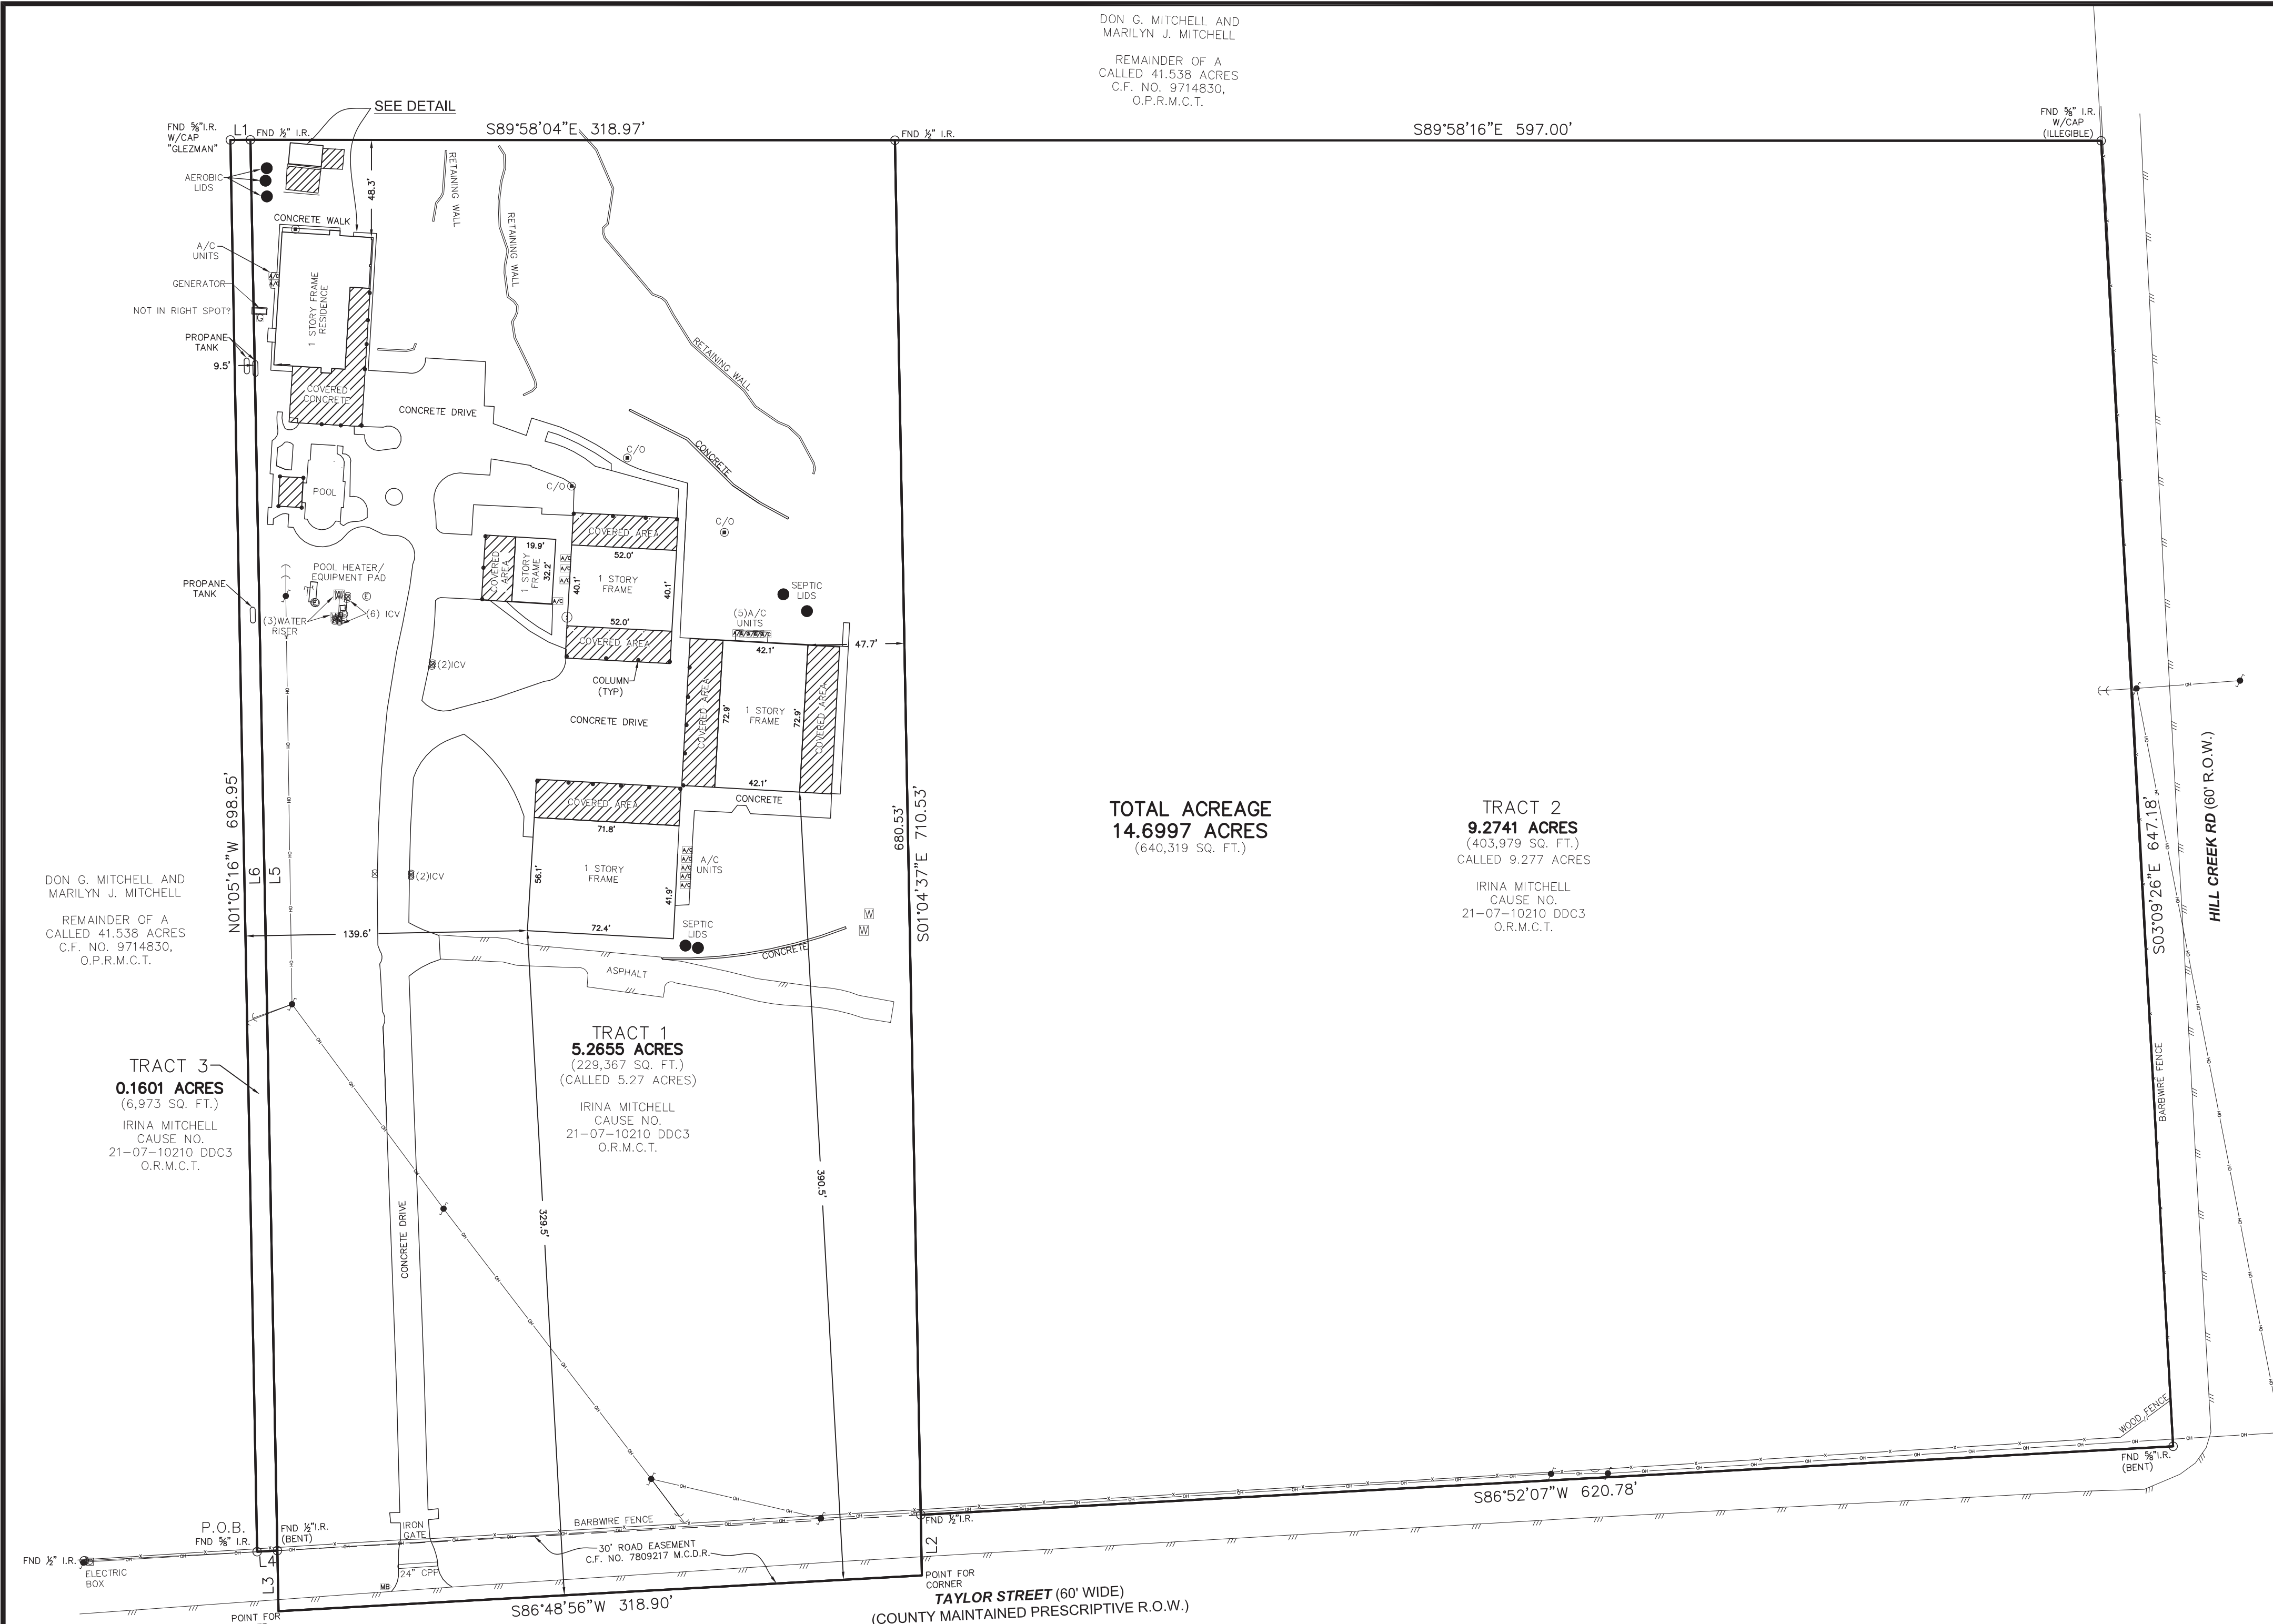 DON G. MITCHELL AND
MARILYN J. MITCHELL
REMAINDER OF A
CALLED 41.538 ACRES
C.F. NO. 9714830,
O.P.R.M.C.T.
SEE DETAIL
FND ⅝"I.R.
W/CAP
"GLEZMAN"
L1
FND ½" I.R.
S89°58'04"E 318.97'
FND ½" I.R.
S89°58'16"E 597.00'
FND ⅝" I.R.
W/CAP
(ILLEGIBLE)
AEROBIC
LIDS
48.3'
RETAINING WALL
RETAINING WALL
RETAINING WALL
CONCRETE WALK
A/C
UNITS
A/C
A/C
GENERATOR
G
NOT IN RIGHT SPOT?
PROPANE
TANK
9.5'
1 STORY FRAME
RESIDENCE
COVERED
CONCRETE
CONCRETE DRIVE
CONCRETE
C/O
C/O
C/O
POOL
POOL HEATER/
EQUIPMENT PAD
PROPANE
TANK
(3)WATER
RISER
(6) ICV
(2)ICV
COVERED
AREA
1 STORY
FRAME
19.9'
32.2'
A/C
A/C
A/C
A/C
COVERED AREA
52.0'
40.1'
1 STORY
FRAME
40.1'
52.0'
COVERED AREA
COLUMN
(TYP)
SEPTIC
LIDS
(5)A/C
UNITS
42.1'
47.7'
COVERED AREA
72.9'
1 STORY
FRAME
72.9'
COVERED AREA
42.1'
CONCRETE
CONCRETE DRIVE
COVERED AREA
71.8'
56.1'
1 STORY
FRAME
41.9'
72.4'
A/C
A/C
A/C
A/C
A/C
A/C
UNITS
(2)ICV
SEPTIC
LIDS
W
W
CONCRETE
ASPHALT
139.6'
N01°05'16"W 698.95'
L6
L5
680.53'
S01°04'37"E 710.53'
TOTAL ACREAGE
14.6997 ACRES
(640,319 SQ. FT.)
TRACT 2
9.2741 ACRES
(403,979 SQ. FT.)
CALLED 9.277 ACRES
IRINA MITCHELL
CAUSE NO.
21-07-10210 DDC3
O.R.M.C.T.
S03°09'26"E 647.18'
HILL CREEK RD (60' R.O.W.)
BARBWIRE FENCE
DON G. MITCHELL AND
MARILYN J. MITCHELL
REMAINDER OF A
CALLED 41.538 ACRES
C.F. NO. 9714830,
O.P.R.M.C.T.
TRACT 3
0.1601 ACRES
(6,973 SQ. FT.)
IRINA MITCHELL
CAUSE NO.
21-07-10210 DDC3
O.R.M.C.T.
TRACT 1
5.2655 ACRES
(229,367 SQ. FT.)
(CALLED 5.27 ACRES)
IRINA MITCHELL
CAUSE NO.
21-07-10210 DDC3
O.R.M.C.T.
390.5'
329.5'
CONCRETE DRIVE
WOOD FENCE
FND ⅝"I.R.
(BENT)
S86°52'07"W 620.78'
P.O.B.
FND ⅝" I.R.
FND ½"I.R.
(BENT)
IRON
GATE
BARBWIRE FENCE
FND ½"I.R.
30' ROAD EASEMENT
C.F. NO. 7809217 M.C.D.R.
FND ½" I.R.
ELECTRIC
BOX
L4
L3
24" CPP
MB
L2
POINT FOR
CORNER
S86°48'56"W 318.90'
TAYLOR STREET (60' WIDE)
(COUNTY MAINTAINED PRESCRIPTIVE R.O.W.)
POINT FOR